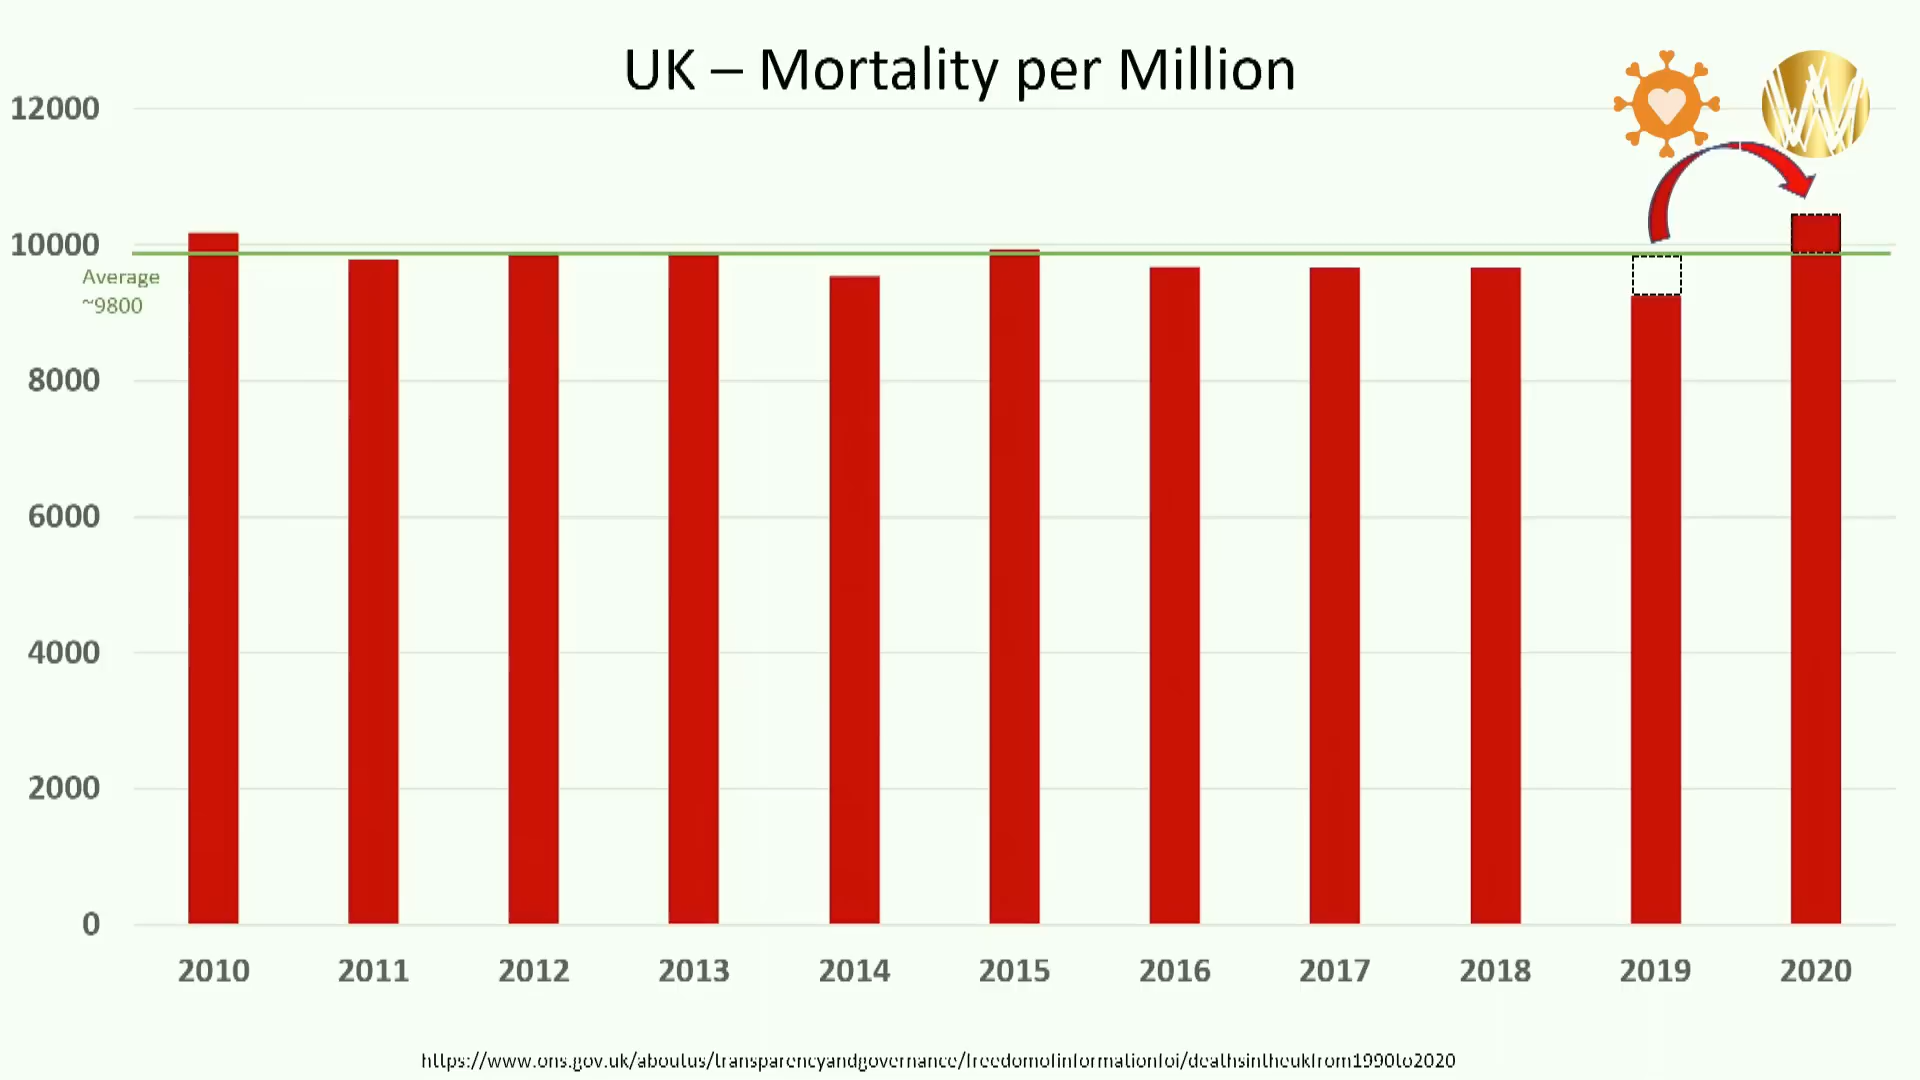 UK – Mortality per Million
12000
10000
Average
~9800
8000
6000
4000
2000
0
2010 2011 2012 2013 2014 2015 2016 2017 2018 2019 2020
https://www.ons.gov.uk/aboutus/transparencyandgovernance/freedomofinformationfoi/deathsintheukfrom1990to2020